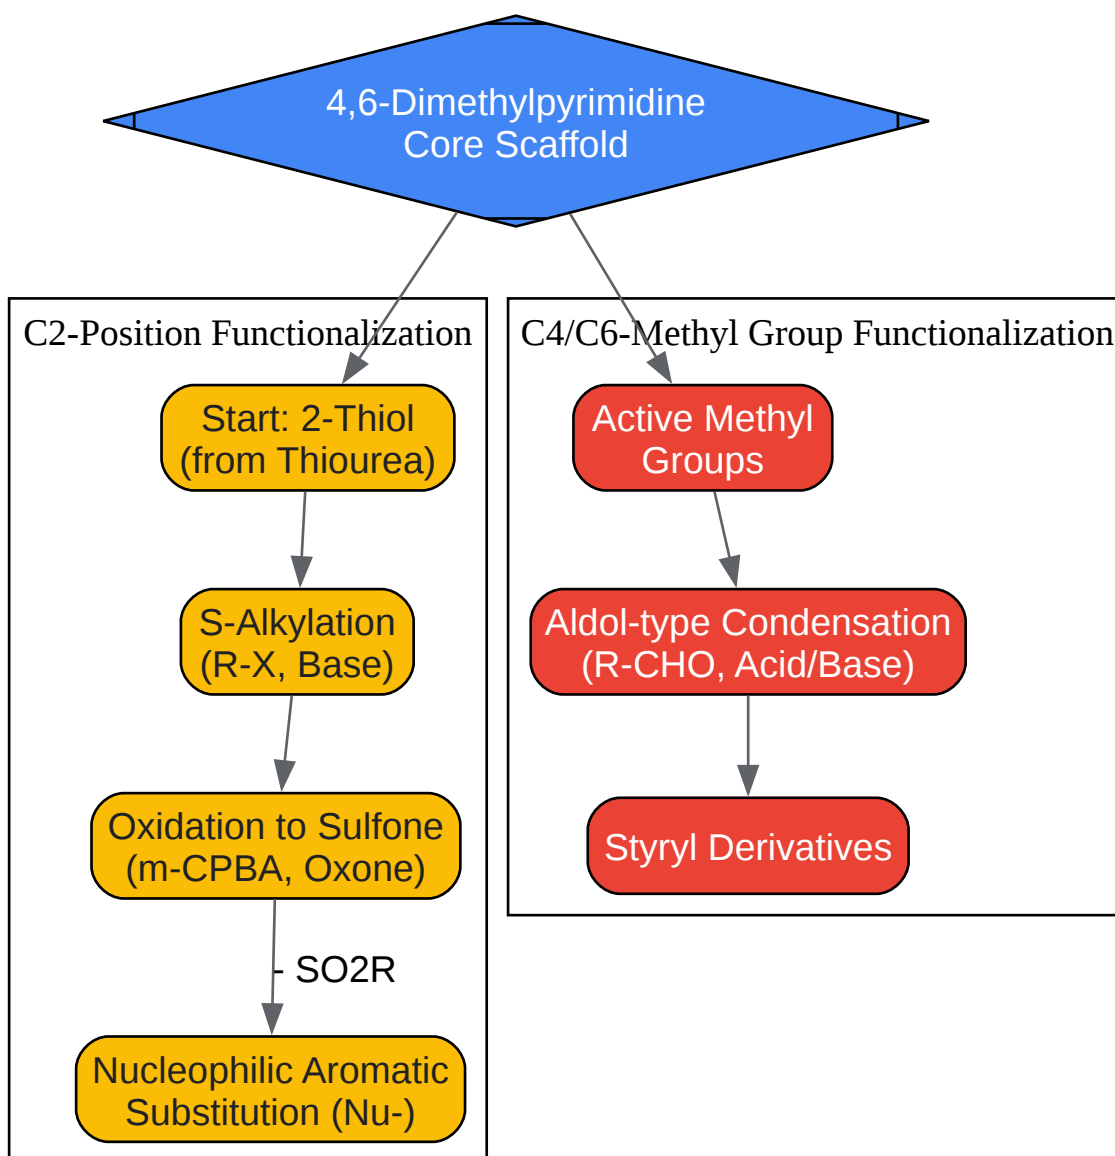 4,6-Dimethylpyrimidine
Core Scaffold
C2-Position Functionalization
Start: 2-Thiol
(from Thiourea)
S-Alkylation
(R-X, Base)
Oxidation to Sulfone
(m-CPBA, Oxone)
- SO2R
Nucleophilic Aromatic
Substitution (Nu-)
C4/C6-Methyl Group Functionalization
Active Methyl
Groups
Aldol-type Condensation
(R-CHO, Acid/Base)
Styryl Derivatives